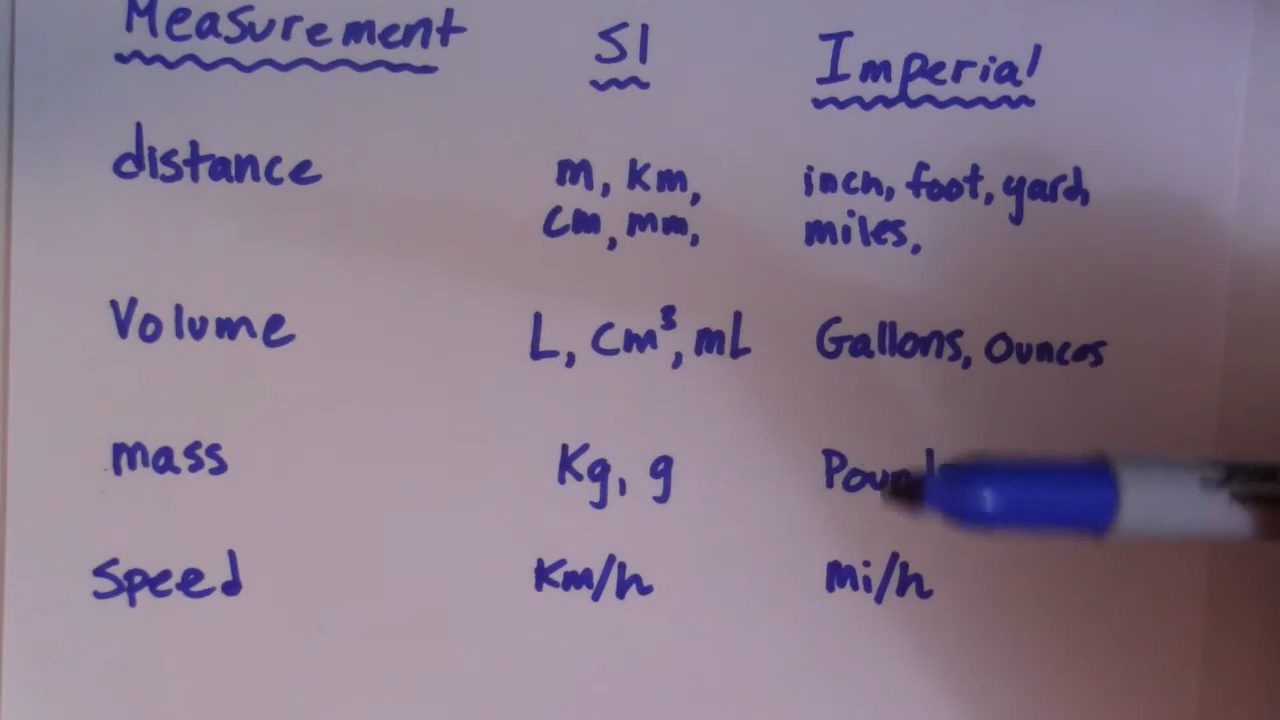 Measurement SI Imperial
distance m, km, inch, foot, yard,
cm, mm, miles.
Volume L, cm³, mL Gallons, ounces
mass Kg, g
Speed Km/h mi/h